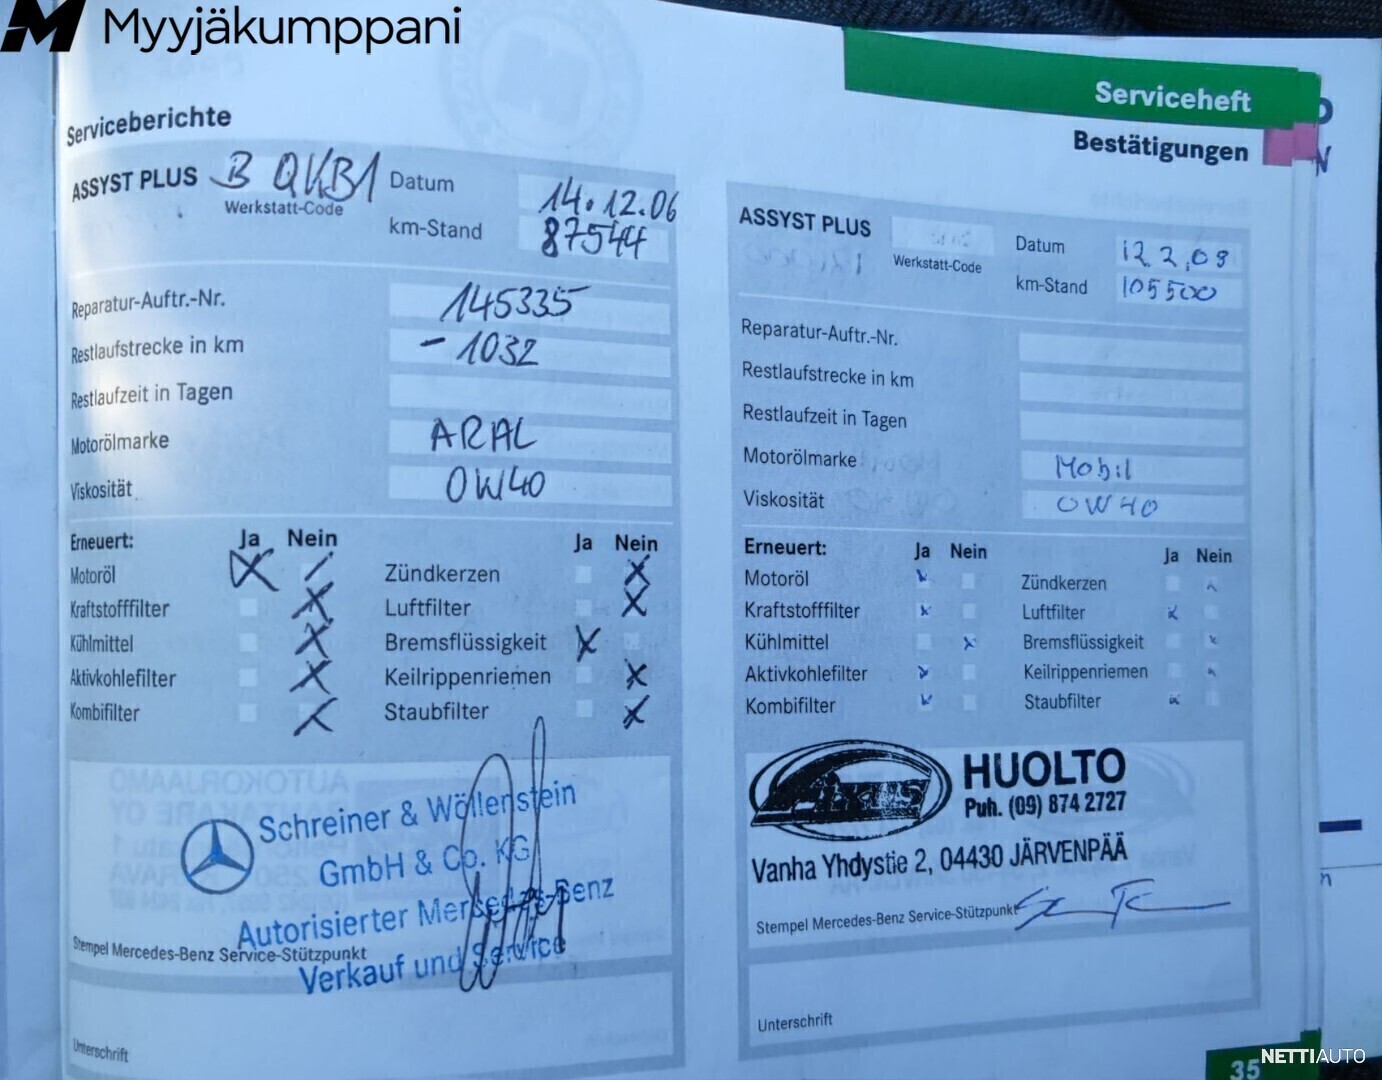 Myyjäkumppani
Serviceheft
Bestätigungen
Serviceberichte
ASSYST PLUS B QKB1
Werkstatt-Code
Datum 14.12.06
km-Stand 87544
Reparatur-Auftr.-Nr. 145335
Restlaufstrecke in km - 1032
Restlaufzeit in Tagen
Motorölmarke ARAL
Viskosität 0W40
Erneuert: Ja Nein Ja Nein
Motoröl Zündkerzen
Kraftstofffilter Luftfilter
Kühlmittel Bremsflüssigkeit
Aktivkohlefilter Keilrippenriemen
Kombifilter Staubfilter
Schreiner & Wöllenstein
GmbH & Co. KG
Autorisierter Mercedes-Benz
Stempel Mercedes-Benz Service-Stützpunkt
Verkauf und Service
Unterschrift
ASSYST PLUS
Werkstatt-Code
Datum 12.2.09
km-Stand 105500
Reparatur-Auftr.-Nr.
Restlaufstrecke in km
Restlaufzeit in Tagen
Motorölmarke Mobil
Viskosität 0W40
Erneuert: Ja Nein Ja Nein
Motoröl Zündkerzen
Kraftstofffilter Luftfilter
Kühlmittel Bremsflüssigkeit
Aktivkohlefilter Keilrippenriemen
Kombifilter Staubfilter
HUOLTO
Puh. (09) 874 2727
Vanha Yhdystie 2, 04430 JÄRVENPÄÄ
Stempel Mercedes-Benz Service-Stützpunkt
Unterschrift
35
NETTIAUTO